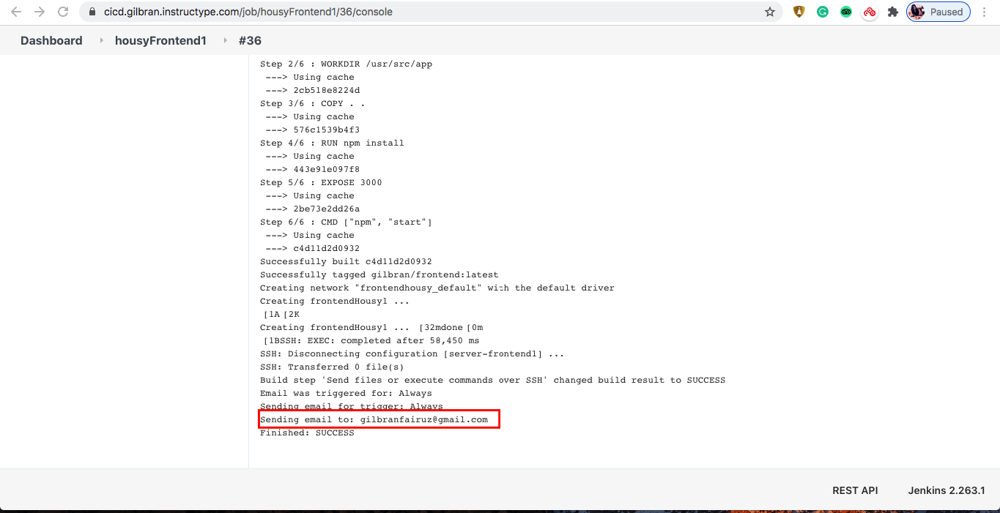 cicd.gilbran.instructype.com/job/housyFrontend1/36/console
Paused
Dashboard housyFrontend1 #36
Step 2/6 : WORKDIR /usr/src/app
---> Using cache
---> 2cb518e8224d
Step 3/6 : COPY . .
---> Using cache
---> 576c1539b4f3
Step 4/6 : RUN npm install
---> Using cache
---> 443e91e097f8
Step 5/6 : EXPOSE 3000
---> Using cache
---> 2be73e2dd26a
Step 6/6 : CMD ["npm", "start"]
---> Using cache
---> c4d11d2d0932
Successfully built c4d11d2d0932
Successfully tagged gilbran/frontend:latest
Creating network "frontendhousy_default" with the default driver
Creating frontendHousy1 ...
[1A [2K
Creating frontendHousy1 ... [32mdone [0m
[1BSSH: EXEC: completed after 58,450 ms
SSH: Disconnecting configuration [server-frontend1] ...
SSH: Transferred 0 file(s)
Build step 'Send files or execute commands over SSH' changed build result to SUCCESS
Email was triggered for: Always
Sending email for trigger: Always
Sending email to: gilbranfairuz@gmail.com
Finished: SUCCESS
REST API Jenkins 2.263.1